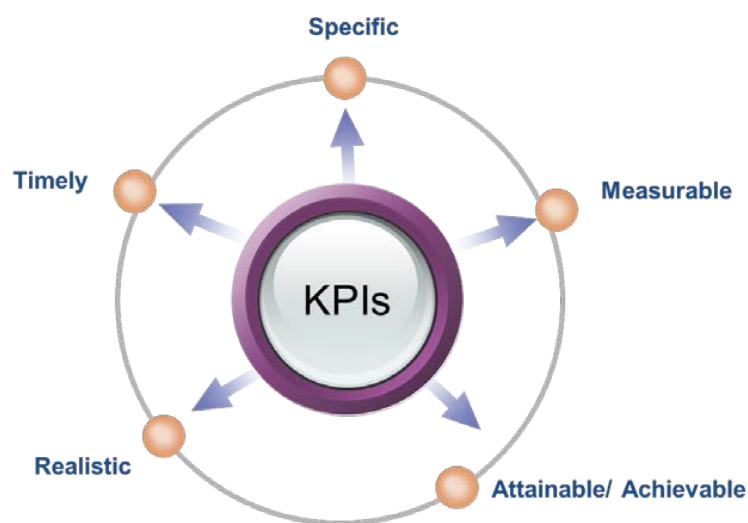 Specific
Timely
Measurable
KPIs
Realistic
Attainable/ Achievable